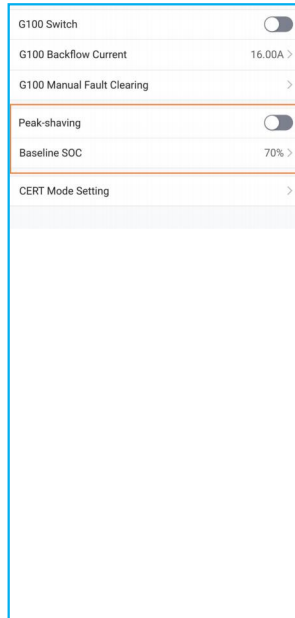 G100 Switch
G100 Backflow Current 16.00A >
G100 Manual Fault Clearing >
Peak-shaving
Baseline SOC 70% >
CERT Mode Setting >